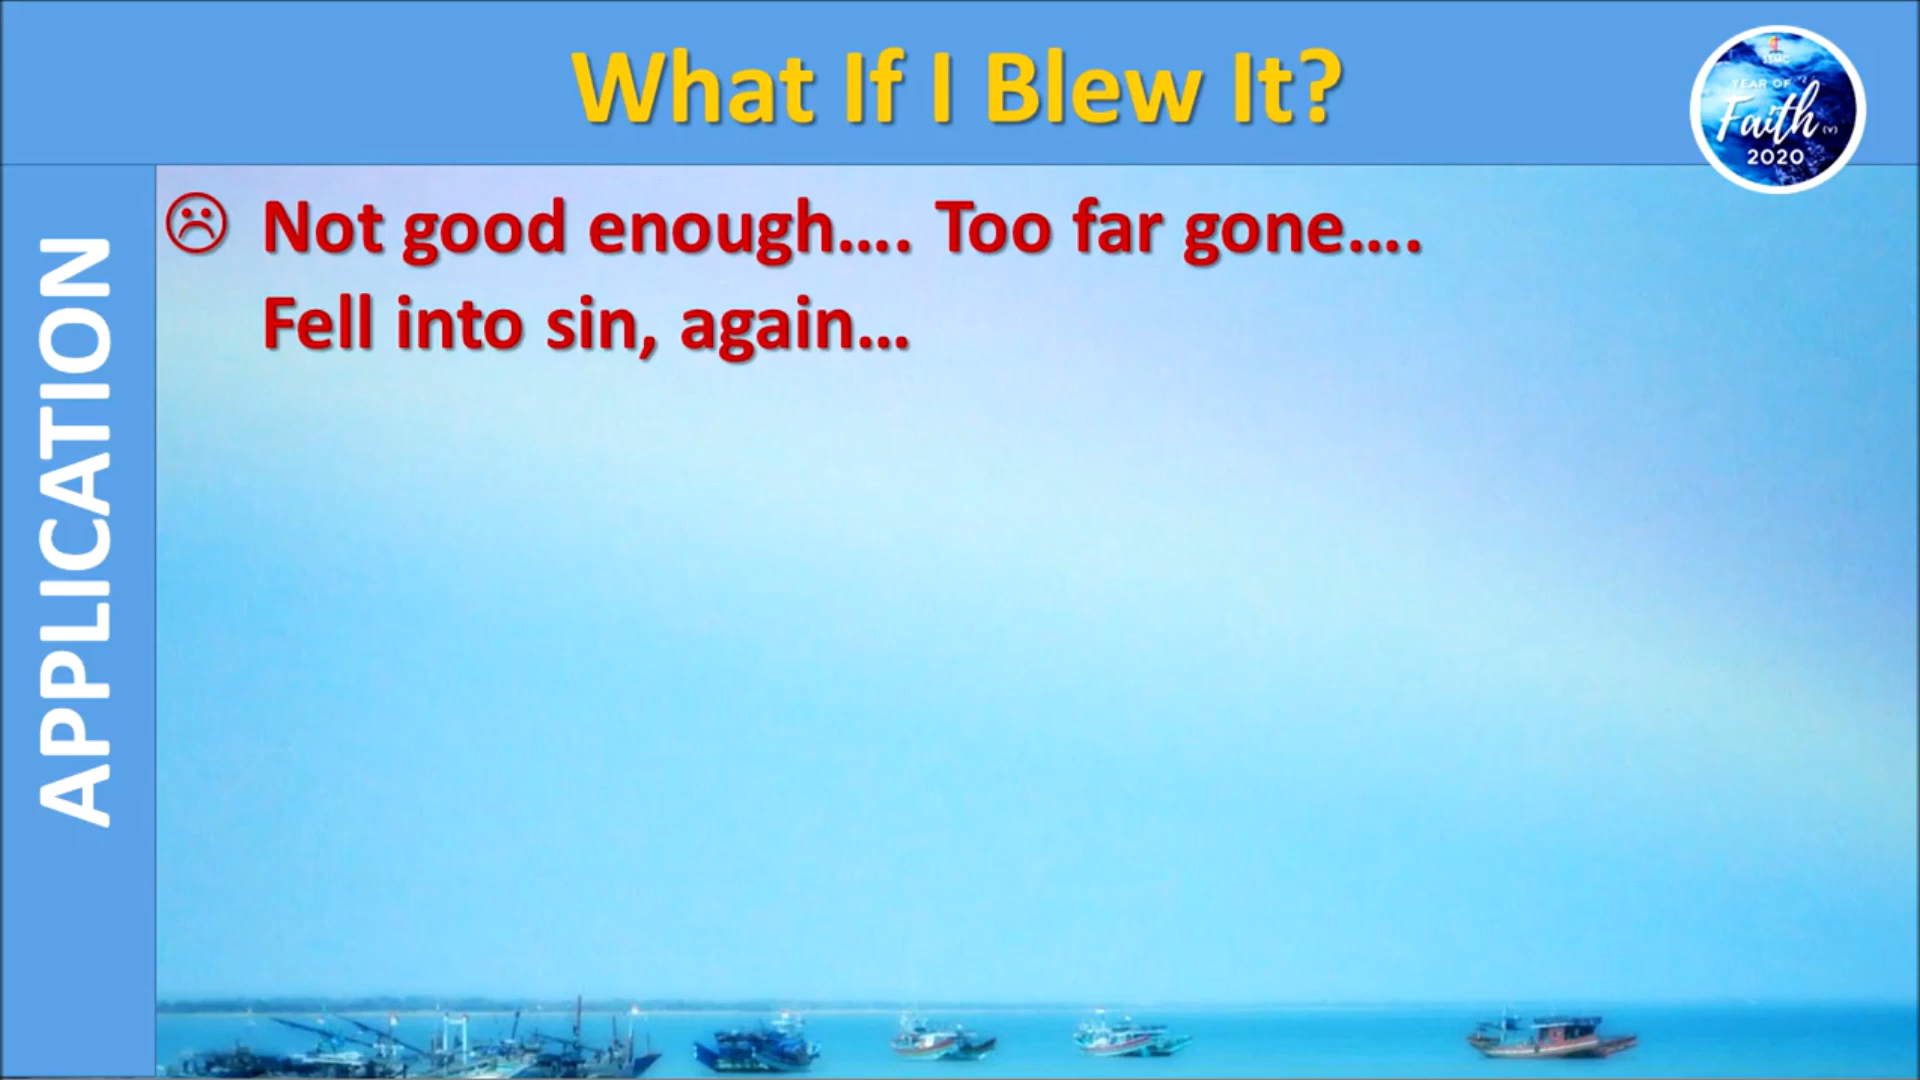 What If I Blew It?
YEAR OF
Faith (v)
2020
APPLICATION
☹ Not good enough.... Too far gone....
Fell into sin, again...